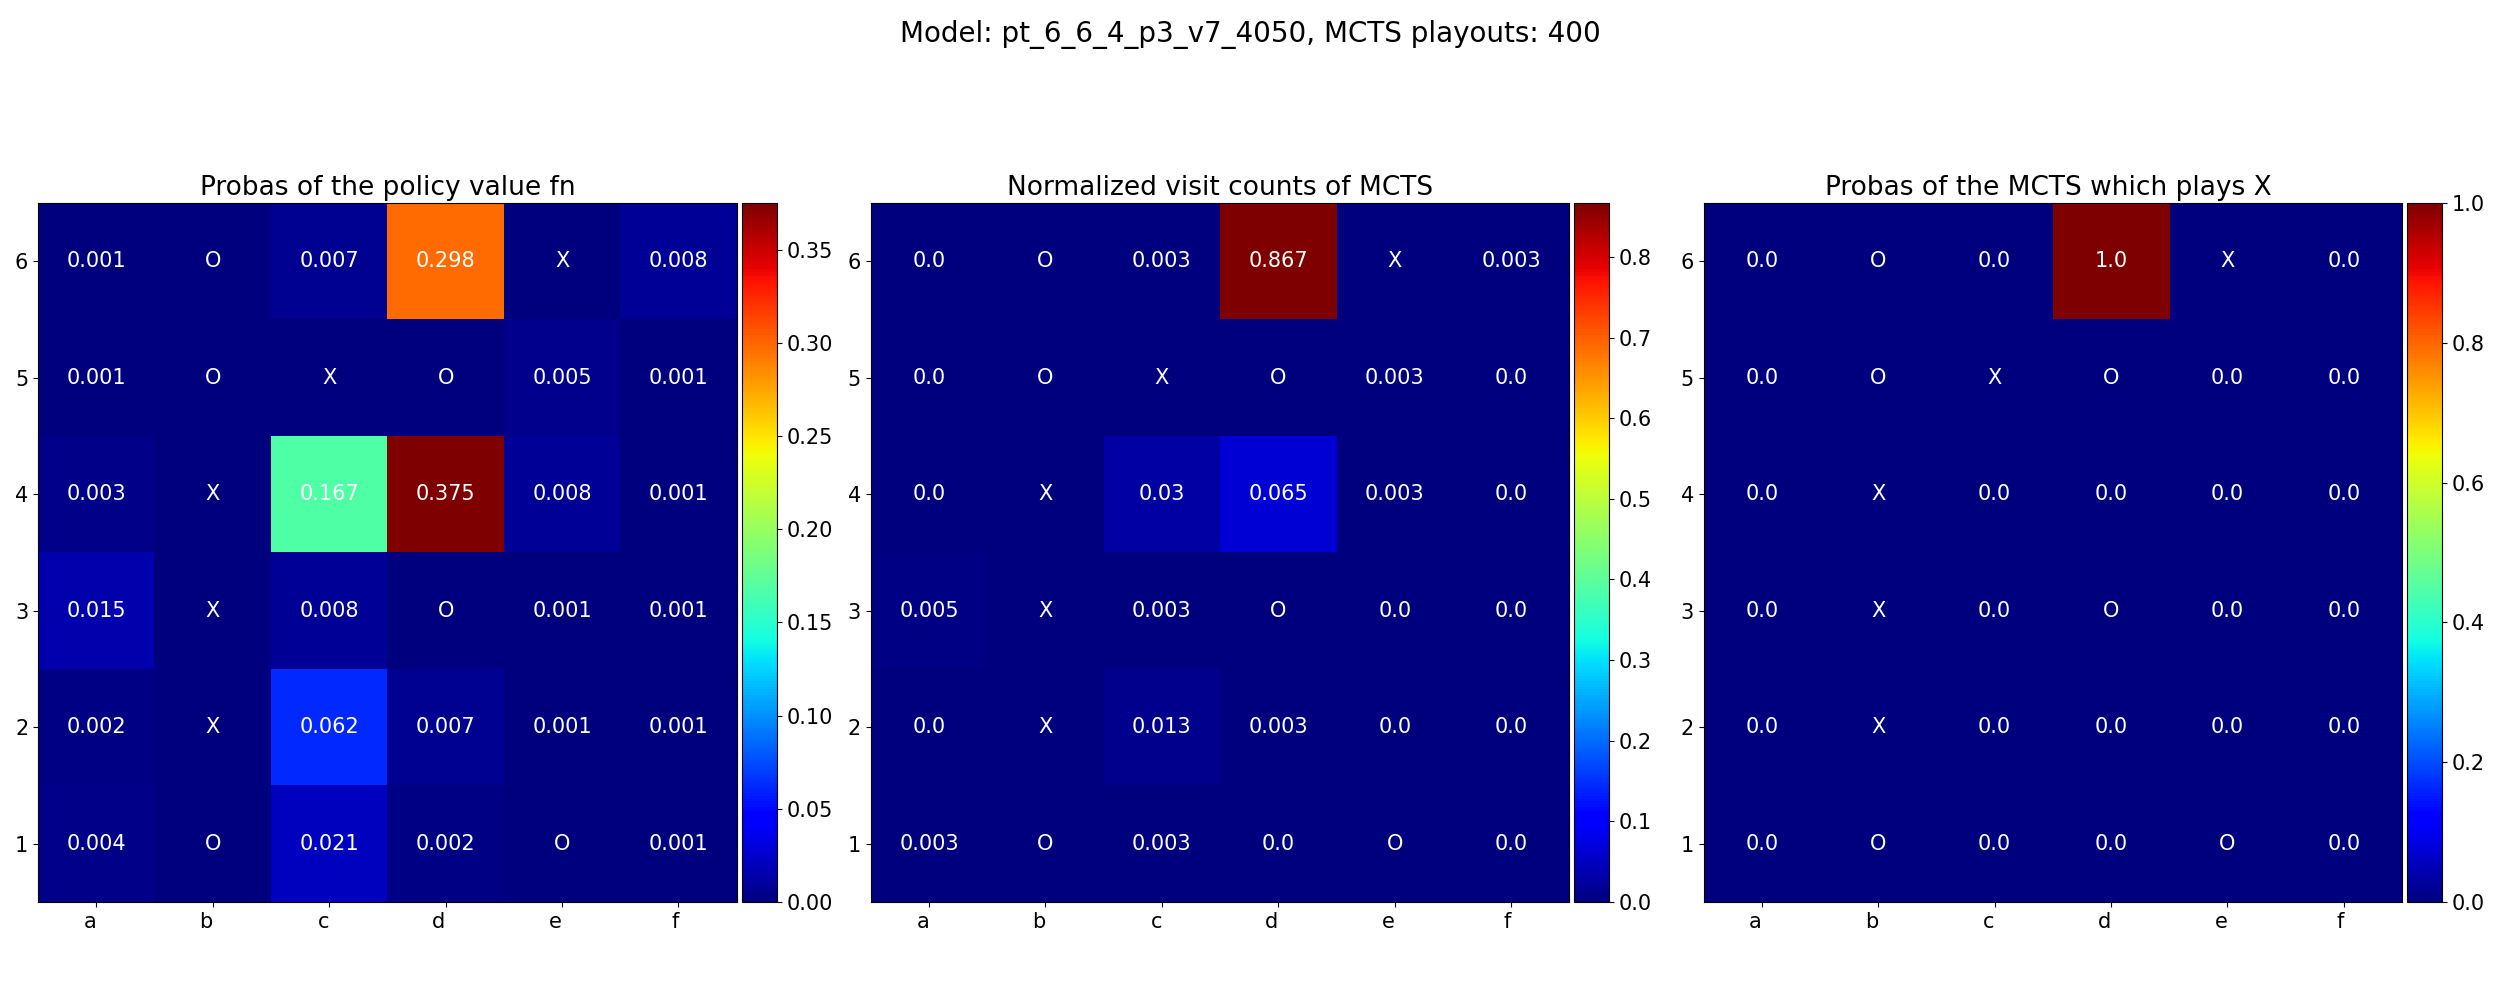 Model: pt_6_6_4_p3_v7_4050, MCTS playouts: 400
Probas of the policy value fn
6 0.001 O 0.007 0.298 X 0.008
5 0.001 O X O 0.005 0.001
4 0.003 X 0.167 0.375 0.008 0.001
3 0.015 X 0.008 O 0.001 0.001
2 0.002 X 0.062 0.007 0.001 0.001
1 0.004 O 0.021 0.002 O 0.001
a b c d e f
0.35
0.30
0.25
0.20
0.15
0.10
0.05
0.00
Normalized visit counts of MCTS
6 0.0 O 0.003 0.867 X 0.003
5 0.0 O X O 0.003 0.0
4 0.0 X 0.03 0.065 0.003 0.0
3 0.005 X 0.003 O 0.0 0.0
2 0.0 X 0.013 0.003 0.0 0.0
1 0.003 O 0.003 0.0 O 0.0
a b c d e f
0.8
0.7
0.6
0.5
0.4
0.3
0.2
0.1
0.0
Probas of the MCTS which plays X
6 0.0 O 0.0 1.0 X 0.0
5 0.0 O X O 0.0 0.0
4 0.0 X 0.0 0.0 0.0 0.0
3 0.0 X 0.0 O 0.0 0.0
2 0.0 X 0.0 0.0 0.0 0.0
1 0.0 O 0.0 0.0 O 0.0
a b c d e f
1.0
0.8
0.6
0.4
0.2
0.0